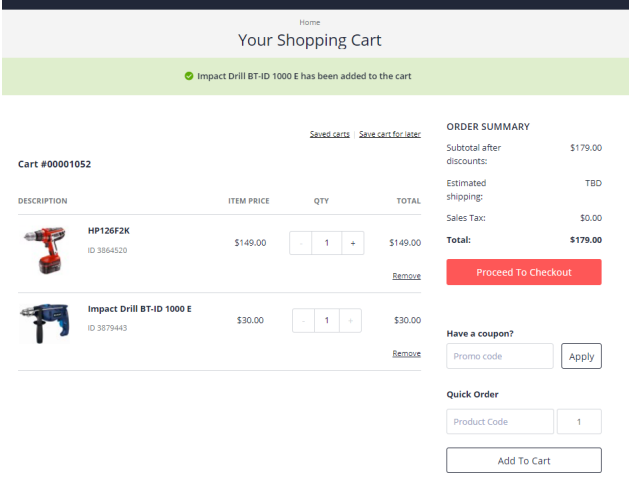 Home
Your Shopping Cart
Impact Drill BT-ID 1000 E has been added to the cart
Saved carts | Save cart for later
Cart #00001052
DESCRIPTION ITEM PRICE QTY TOTAL
HP126F2K
ID 3864520
$149.00 - 1 + $149.00
Remove
Impact Drill BT-ID 1000 E
ID 3879443
$30.00 - 1 + $30.00
Remove
ORDER SUMMARY
Subtotal after $179.00
discounts:
Estimated TBD
shipping:
Sales Tax: $0.00
Total: $179.00
Proceed To Checkout
Have a coupon?
Promo code Apply
Quick Order
Product Code 1
Add To Cart